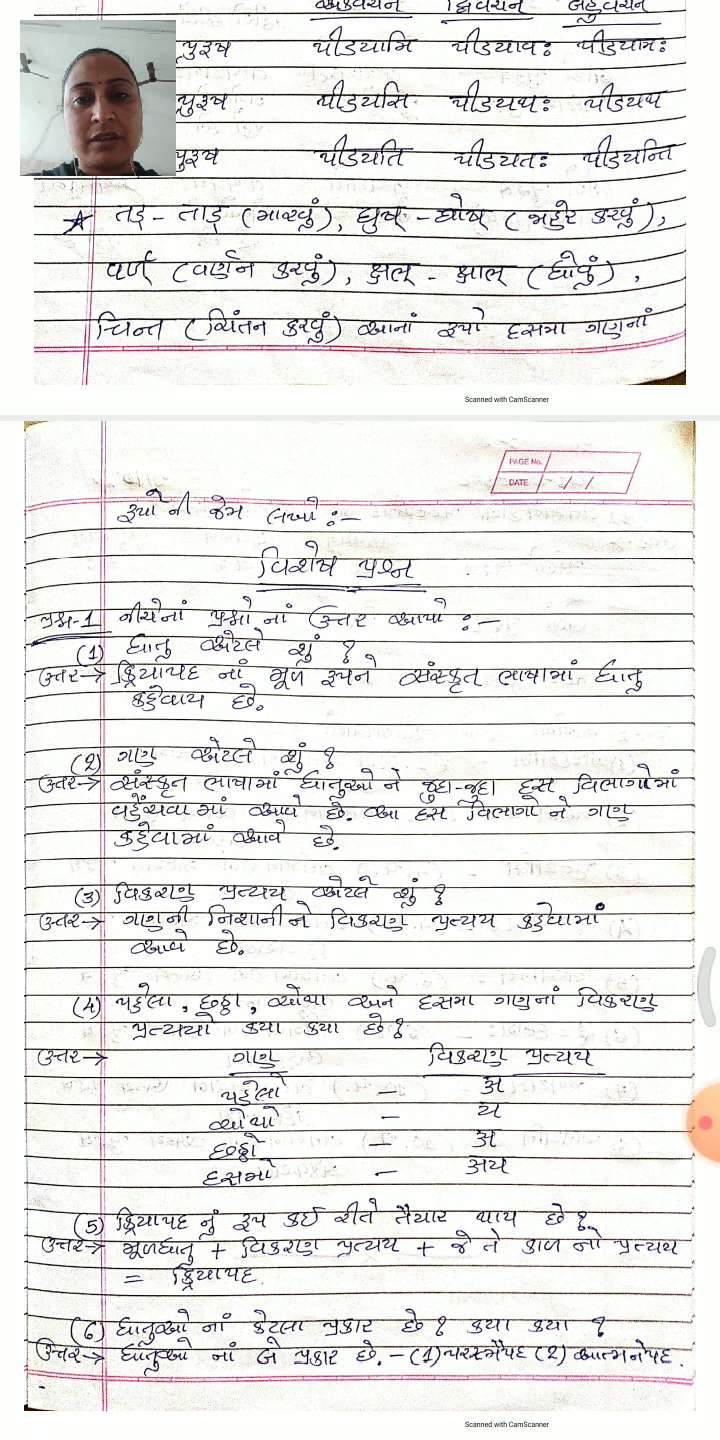 એકવચન દ્વિવચન બહુવચન
પુરુષ પીડયામિ પીડયાવઃ પીડયામઃ
પુરુષ પીડયસિ પીડયથઃ પીડયથ
પુરુષ પીડયતિ પીડયતઃ પીડયન્તિ
★ તડ્ - તાડ્ (મારવું), ઘુષ્ - ઘોષ્ (જાહેર કરવું),
વર્ણ્ (વર્ણન કરવું), ક્ષલ્ - ક્ષાલ્ (ધોવું),
ચિન્ત્ (ચિંતન કરવું) આનાં રૂપો દસમા ગણનાં
Scanned with CamScanner
PAGE No.
DATE / /
રૂપો ની જેમ લખો :-
વિશેષ પ્રશ્ન
પ્રશ્ન-1 નીચેનાં પ્રશ્નો નાં ઉત્તર આપો :-
(1) ધાતુ એટલે શું ?
ઉત્તર→ ક્રિયાપદ નાં મૂળ રૂપને સંસ્કૃત ભાષામાં ધાતુ
કહેવાય છે.
(2) ગણ એટલે શું ?
ઉત્તર→ સંસ્કૃત ભાષામાં ધાતુઓ ને જુદા-જુદા દસ વિભાગોમાં
વહેંચવા માં આવે છે. આ દસ વિભાગો ને ગણ
કહેવામાં આવે છે.
(3) વિકરણ પ્રત્યય એટલે શું ?
ઉત્તર→ ગણની નિશાની ને વિકરણ પ્રત્યય કહેવામાં
આવે છે.
(4) પહેલા, છઠ્ઠા, ચોથા અને દસમા ગણનાં વિકરણ
પ્રત્યયો કયા કયા છે ?
ઉત્તર→ ગણ વિકરણ પ્રત્યય
પહેલો - अ
ચોથો - य
છઠ્ઠો - अ
દસમો - अय
(5) ક્રિયાપદ નું રૂપ કઈ રીતે તૈયાર થાય છે ?
ઉત્તર→ મૂળધાતુ + વિકરણ પ્રત્યય + જે તે કાળ નો પ્રત્યય
= ક્રિયાપદ.
(6) ધાતુઓ નાં કેટલા પ્રકાર છે ? કયા કયા ?
ઉત્તર→ ધાતુઓ નાં બે પ્રકાર છે. - (1) પરસ્મૈપદ (2) આત્મનેપદ.
Scanned with CamScanner